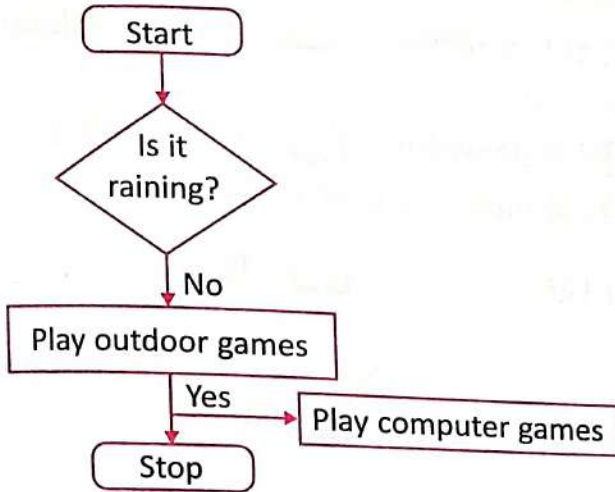 Start
Is it
raining?
No
Play outdoor games
Yes
Play computer games
Stop